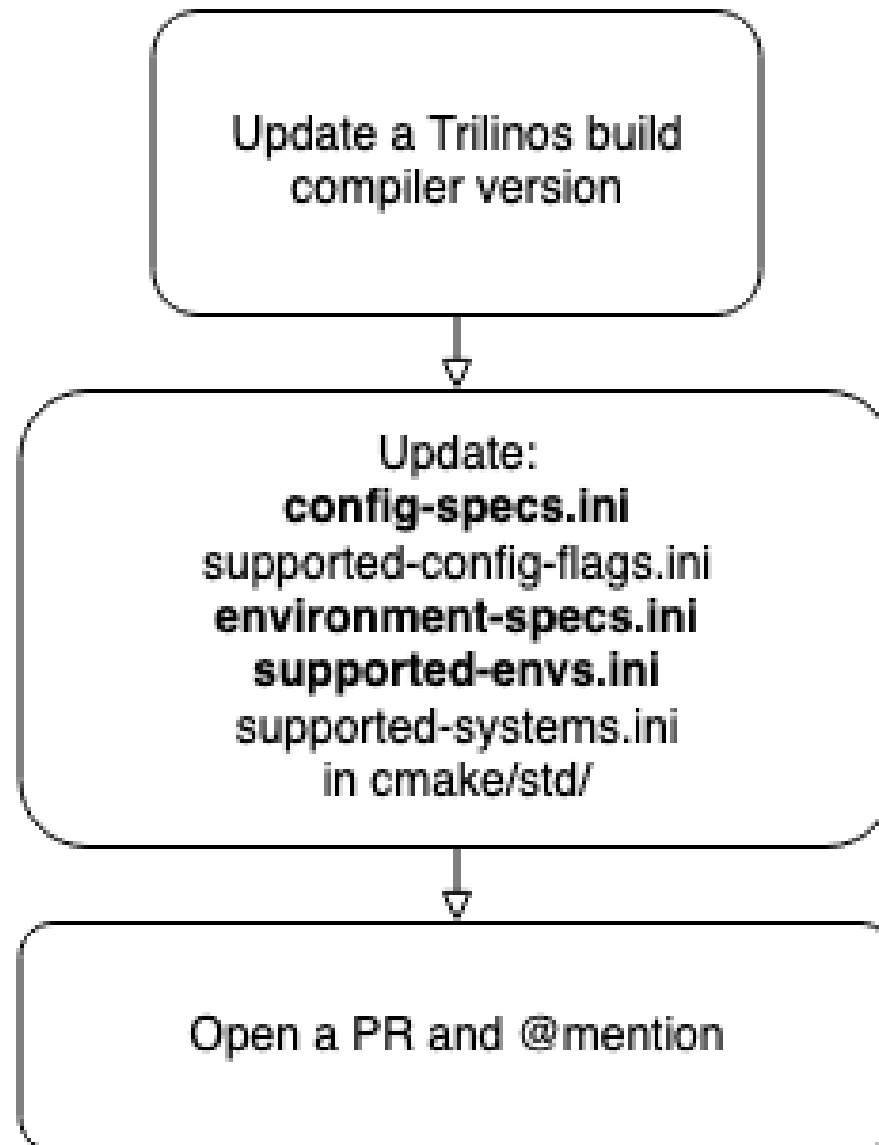 Update a Trilinos build
compiler version
Update:
config-specs.ini
supported-config-flags.ini
environment-specs.ini
supported-envs.ini
supported-systems.ini
in cmake/std/
Open a PR and @mention